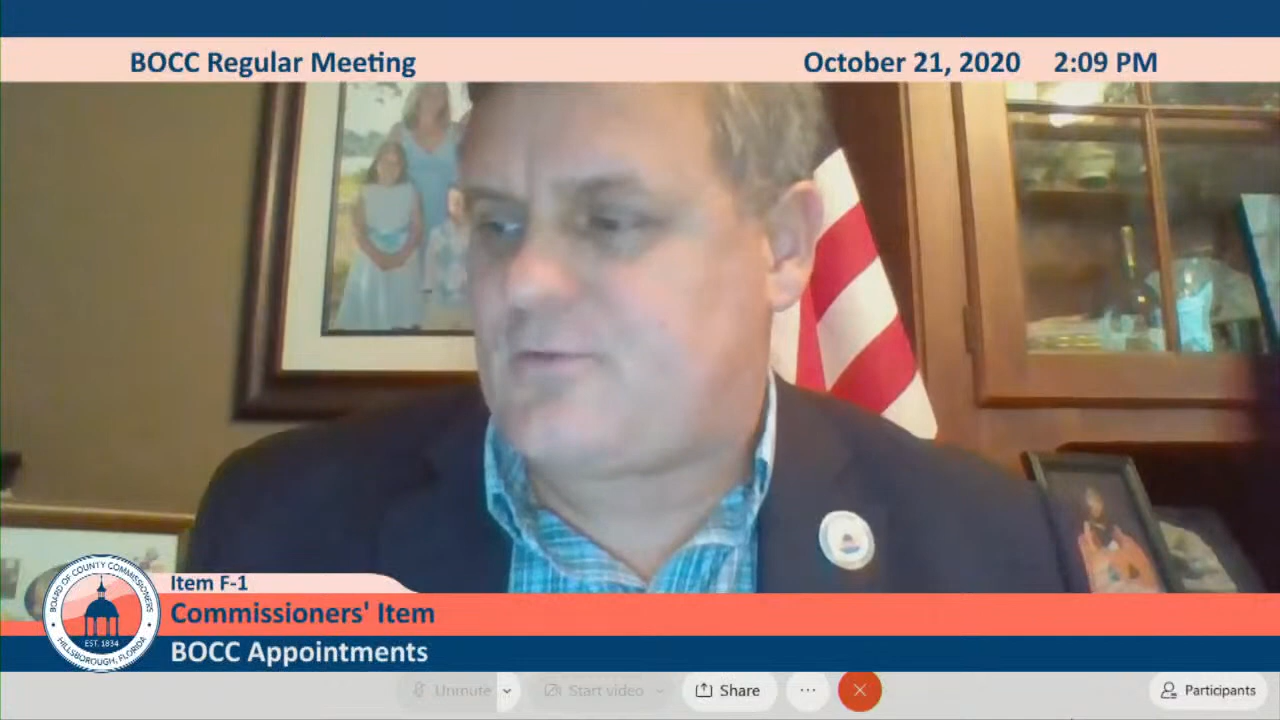 BOCC Regular Meeting
October 21, 2020 2:09 PM
Item F-1
Commissioners' Item
BOCC Appointments
BOARD OF COUNTY COMMISSIONERS
EST. 1834
HILLSBOROUGH, FLORIDA
Unmute
Start video
Share
Participants